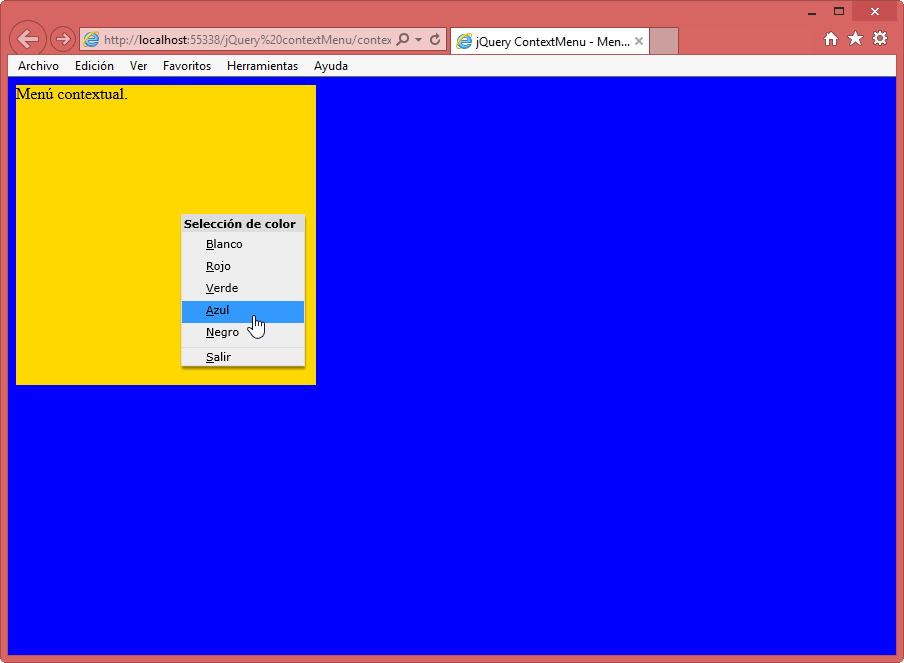 http://localhost:55338/jQuery%20contextMenu/contex
jQuery ContextMenu - Men...
Archivo Edición Ver Favoritos Herramientas Ayuda
Menú contextual.
Selección de color
Blanco
Rojo
Verde
Azul
Negro
Salir